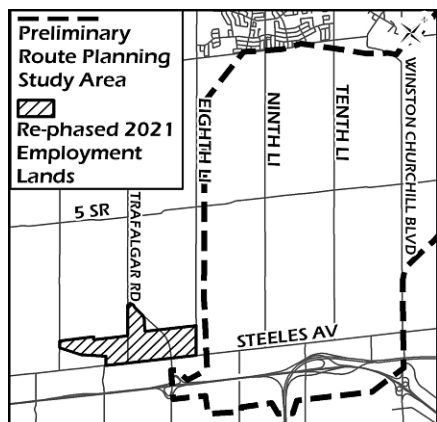 Preliminary
Route Planning
Study Area
Re-phased 2021
Employment
Lands
EIGHTH LI
NINTH LI
TENTH LI
WINSTON CHURCHILL BLVD
TRAFALGAR RD
5 SR
STEELES AV